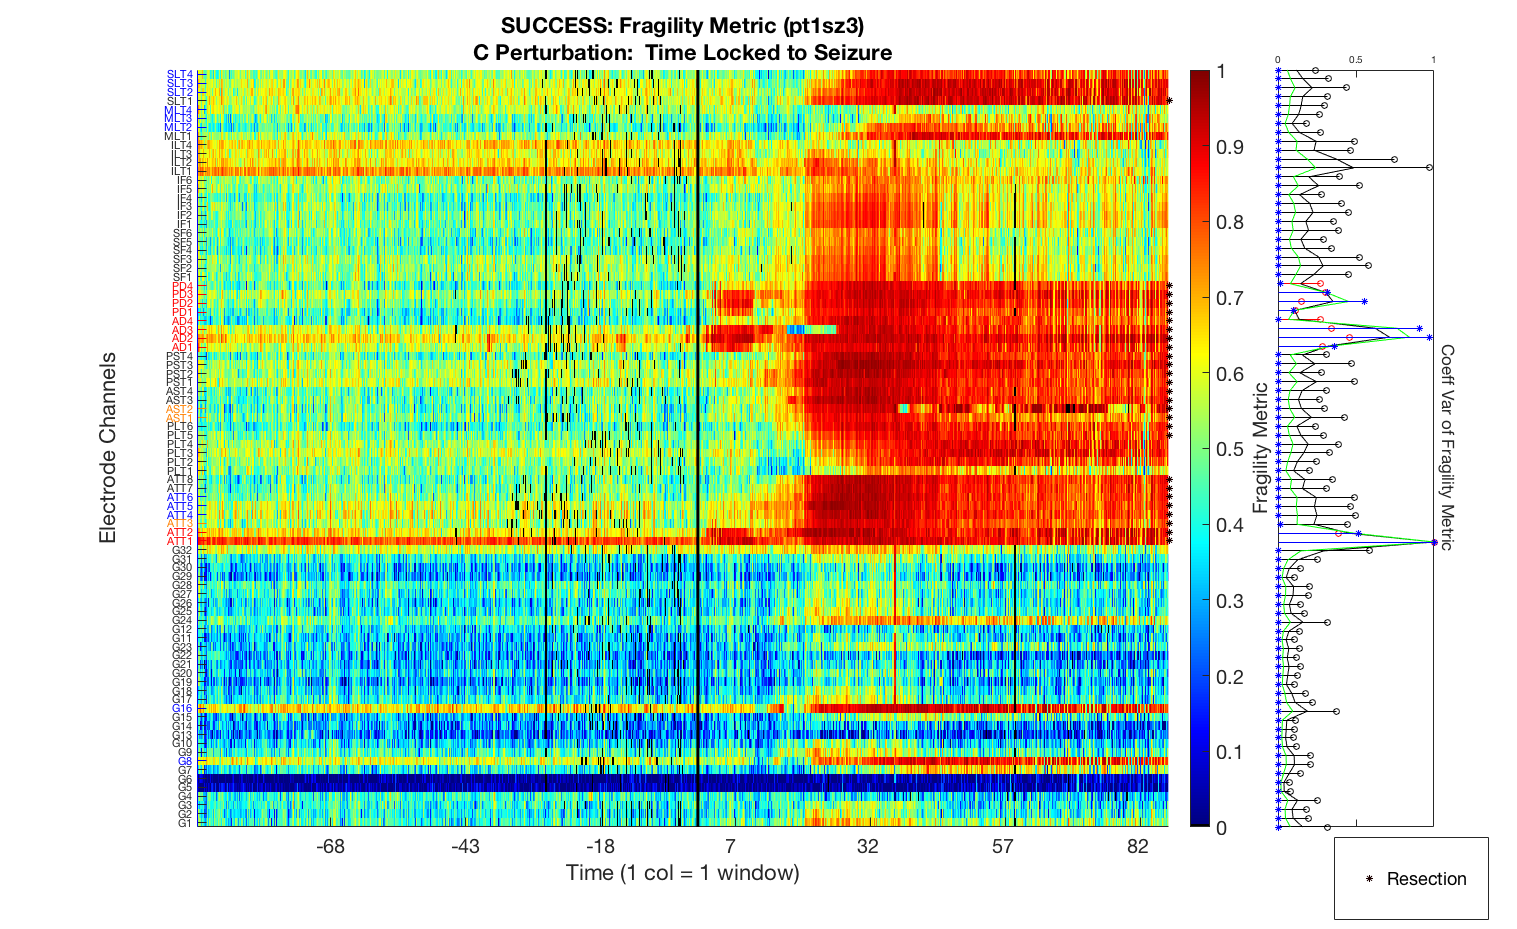 SUCCESS: Fragility Metric (pt1sz3)
C Perturbation: Time Locked to Seizure
Electrode Channels
SLT4
SLT3
SLT2
SLT1
MLT4
MLT3
MLT2
MLT1
ILT4
ILT3
ILT2
ILT1
IF6
IF5
IF4
IF3
IF2
IF1
SF6
SF5
SF4
SF3
SF2
SF1
PD4
PD3
PD2
PD1
AD4
AD3
AD2
AD1
PST4
PST3
PST2
PST1
AST4
AST3
AST2
AST1
PLT6
PLT5
PLT4
PLT3
PLT2
PLT1
ATT8
ATT7
ATT6
ATT5
ATT4
ATT3
ATT2
ATT1
G32
G31
G30
G29
G28
G27
G26
G25
G24
G12
G11
G23
G22
G21
G20
G19
G18
G17
G16
G15
G14
G13
G10
G9
G8
G7
G6
G5
G4
G3
G2
G1
-68 -43 -18 7 32 57 82
Time (1 col = 1 window)
1
0.9
0.8
0.7
0.6
0.5
0.4
0.3
0.2
0.1
0
Fragility Metric
0 0.5 1
Coeff Var of Fragility Metric
Resection